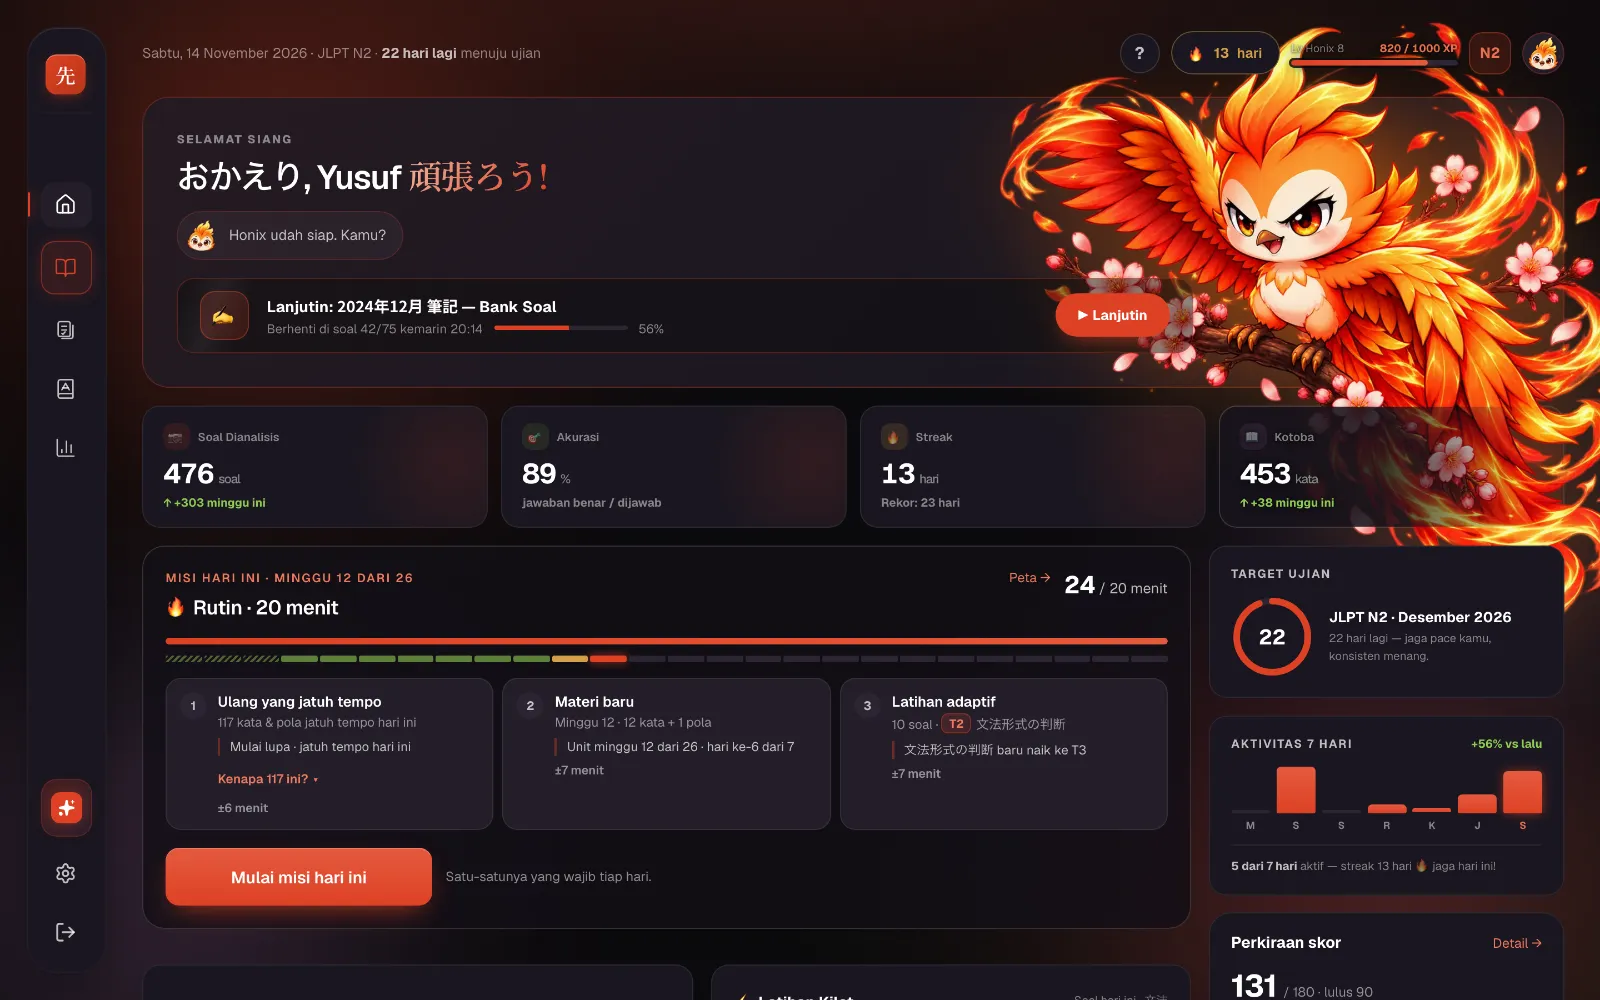 先
Sabtu, 14 November 2026 · JLPT N2 · 22 hari lagi menuju ujian
?
13 hari
Honix 8
820 / 1000 XP
N2
SELAMAT SIANG
おかえり, Yusuf 頑張ろう!
Honix udah siap. Kamu?
Lanjutin: 2024年12月 筆記 — Bank Soal
Berhenti di soal 42/75 kemarin 20:14
56%
▶ Lanjutin
Soal Dianalisis
476 soal
↑ +303 minggu ini
Akurasi
89 %
jawaban benar / dijawab
Streak
13 hari
Rekor: 23 hari
Kotoba
453 kata
↑ +38 minggu ini
MISI HARI INI · MINGGU 12 DARI 26
Rutin · 20 menit
Peta →
24 / 20 menit
1
Ulang yang jatuh tempo
117 kata & pola jatuh tempo hari ini
Mulai lupa · jatuh tempo hari ini
Kenapa 117 ini? ▾
±6 menit
2
Materi baru
Minggu 12 · 12 kata + 1 pola
Unit minggu 12 dari 26 · hari ke-6 dari 7
±7 menit
3
Latihan adaptif
10 soal · T2 文法形式の判断
文法形式の判断 baru naik ke T3
±7 menit
Mulai misi hari ini
Satu-satunya yang wajib tiap hari.
TARGET UJIAN
22
JLPT N2 · Desember 2026
22 hari lagi — jaga pace kamu,
konsisten menang.
AKTIVITAS 7 HARI
+56% vs lalu
M S S R K J S
5 dari 7 hari aktif — streak 13 hari 🔥 jaga hari ini!
Perkiraan skor
Detail →
131 / 180 · lulus 90
Latihan Kilat